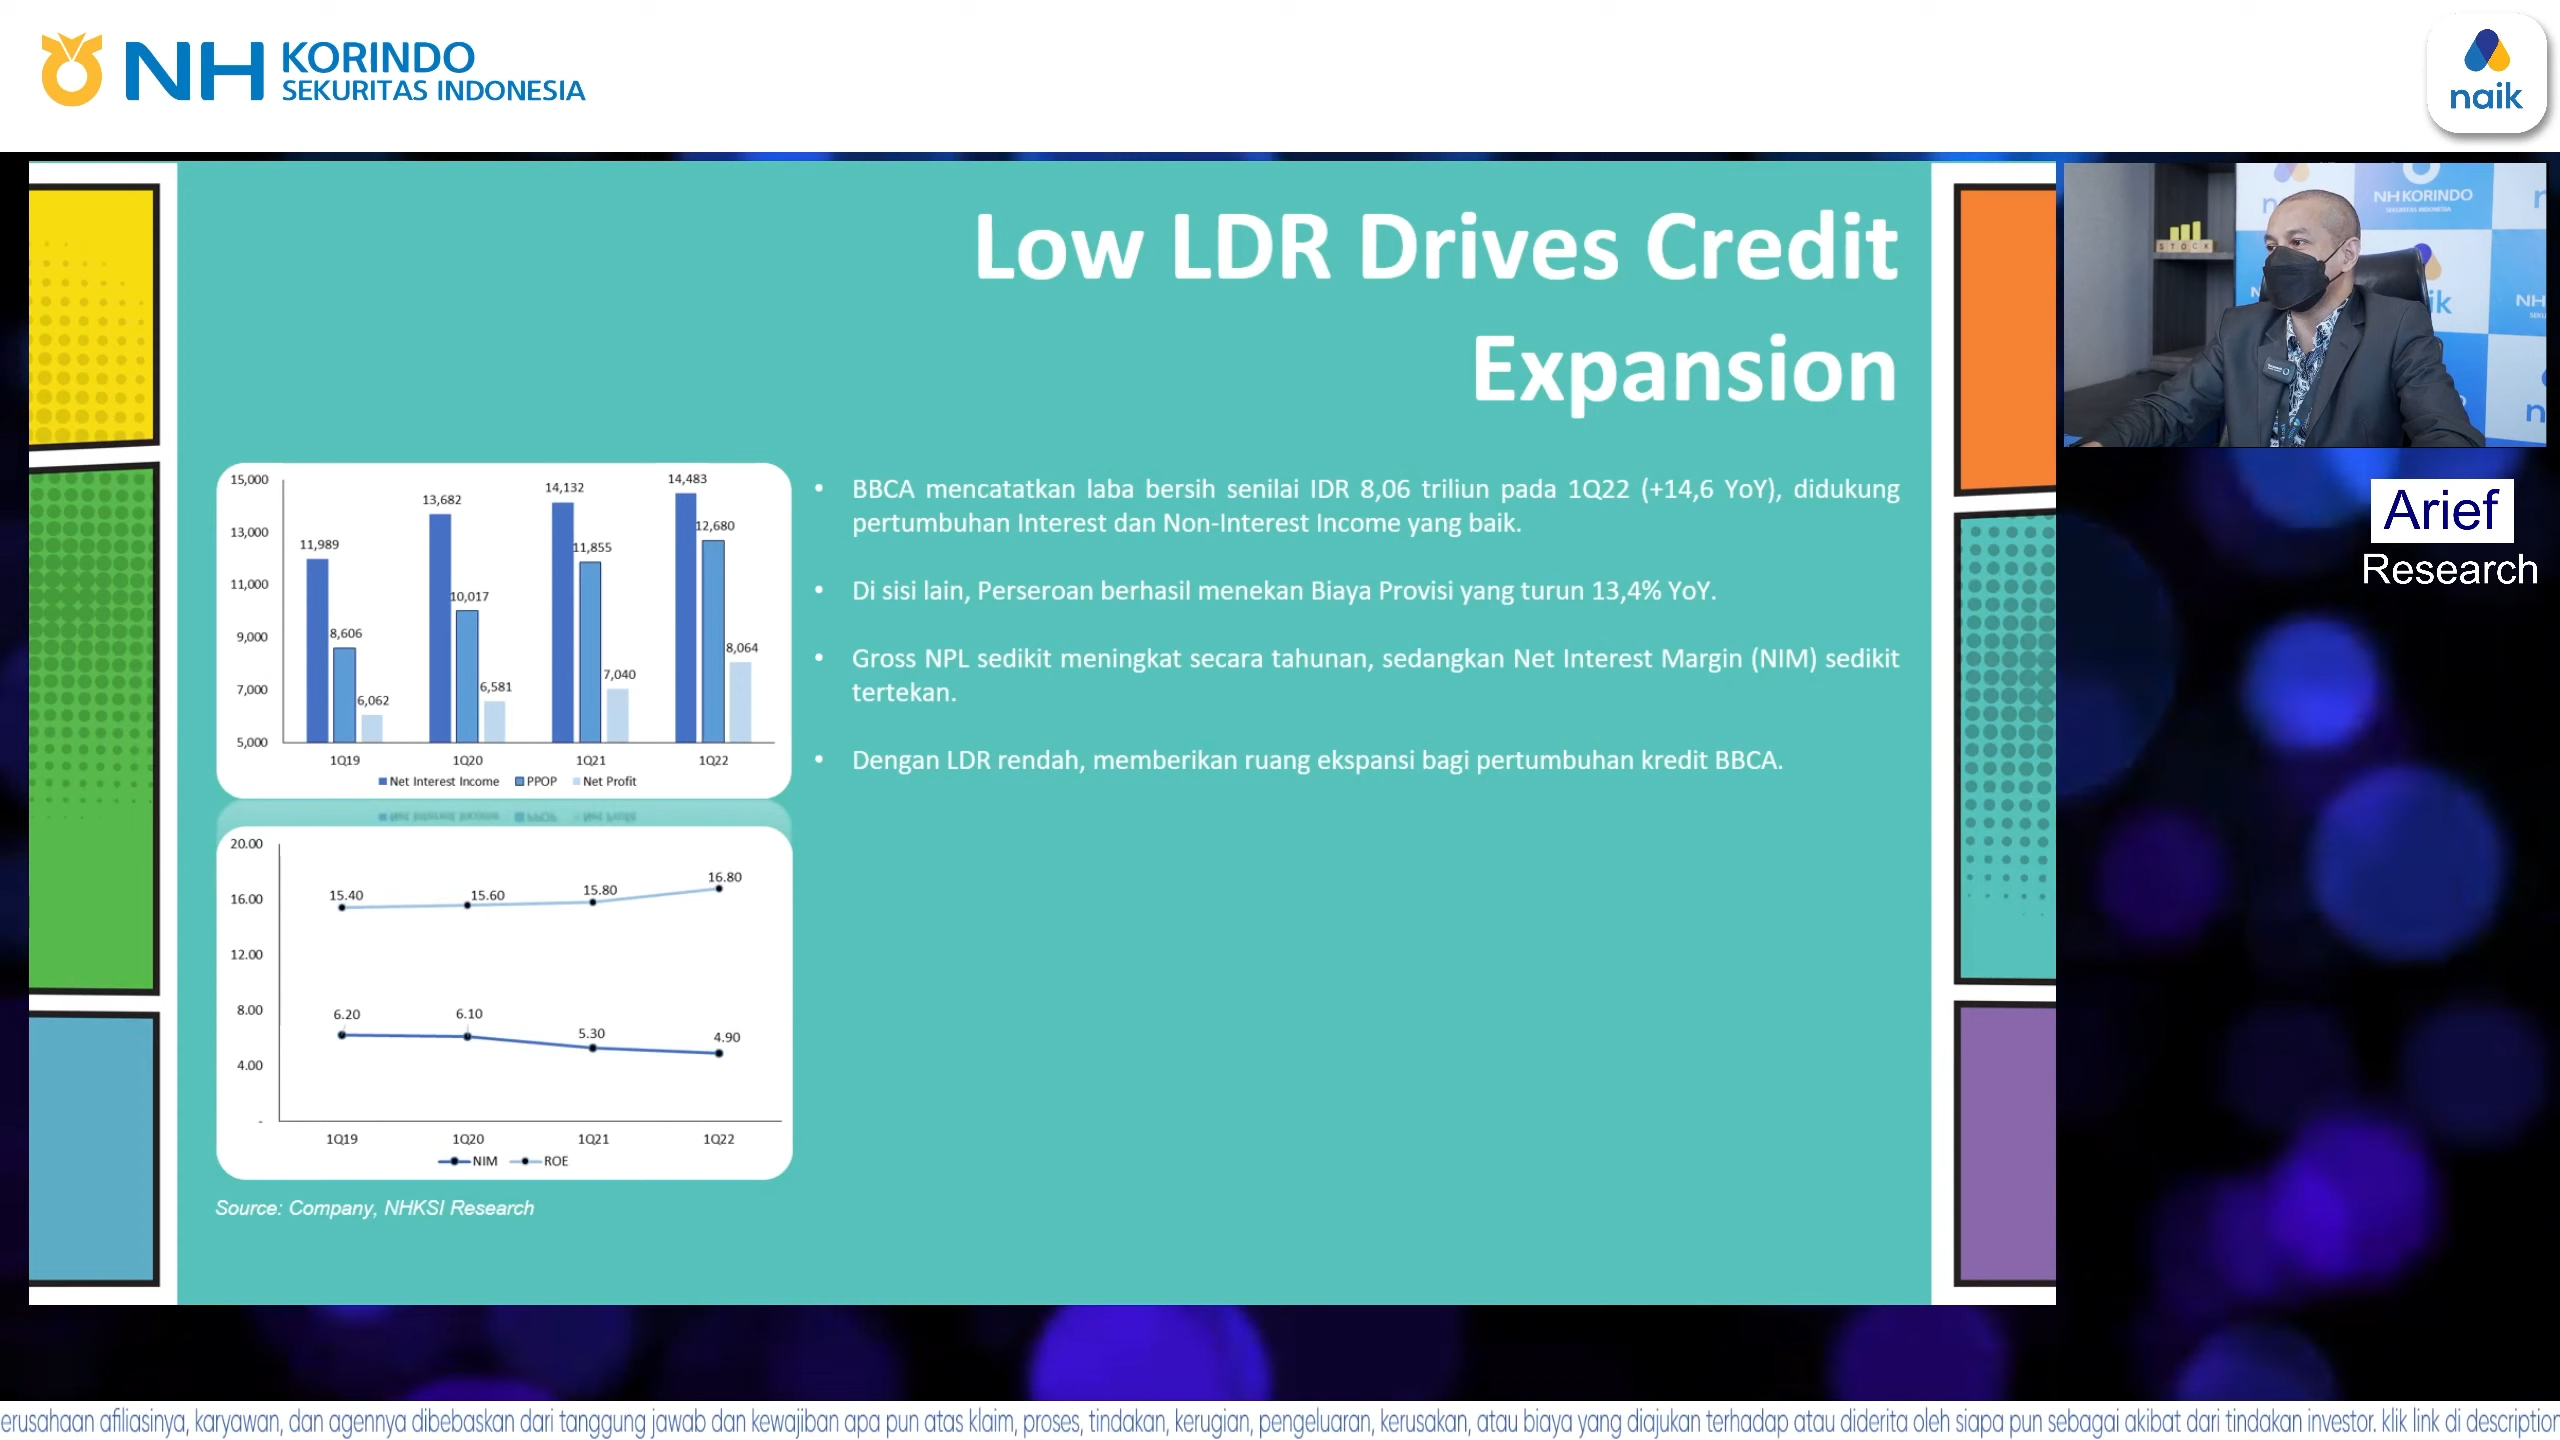 NH KORINDO
SEKURITAS INDONESIA
naik
Low LDR Drives Credit
Expansion
15,000
13,000
11,000
9,000
7,000
5,000
11,989
8,606
6,062
13,682
10,017
6,581
14,132
11,855
7,040
14,483
12,680
8,064
1Q19 1Q20 1Q21 1Q22
Net Interest Income PPOP Net Profit
• BBCA mencatatkan laba bersih senilai IDR 8,06 triliun pada 1Q22 (+14,6 YoY), didukung
pertumbuhan Interest dan Non-Interest Income yang baik.
• Di sisi lain, Perseroan berhasil menekan Biaya Provisi yang turun 13,4% YoY.
• Gross NPL sedikit meningkat secara tahunan, sedangkan Net Interest Margin (NIM) sedikit
tertekan.
• Dengan LDR rendah, memberikan ruang ekspansi bagi pertumbuhan kredit BBCA.
20.00
16.00
12.00
8.00
4.00
-
15.40 15.60 15.80 16.80
6.20 6.10 5.30 4.90
1Q19 1Q20 1Q21 1Q22
NIM ROE
Source: Company, NHKSI Research
NH KORINDO
SEKURITAS INDONESIA
STOCK
Arief
Research
erusahaan afiliasinya, karyawan, dan agennya dibebaskan dari tanggung jawab dan kewajiban apa pun atas klaim, proses, tindakan, kerugian, pengeluaran, kerusakan, atau biaya yang diajukan terhadap atau diderita oleh siapa pun sebagai akibat dari tindakan investor. klik link di description